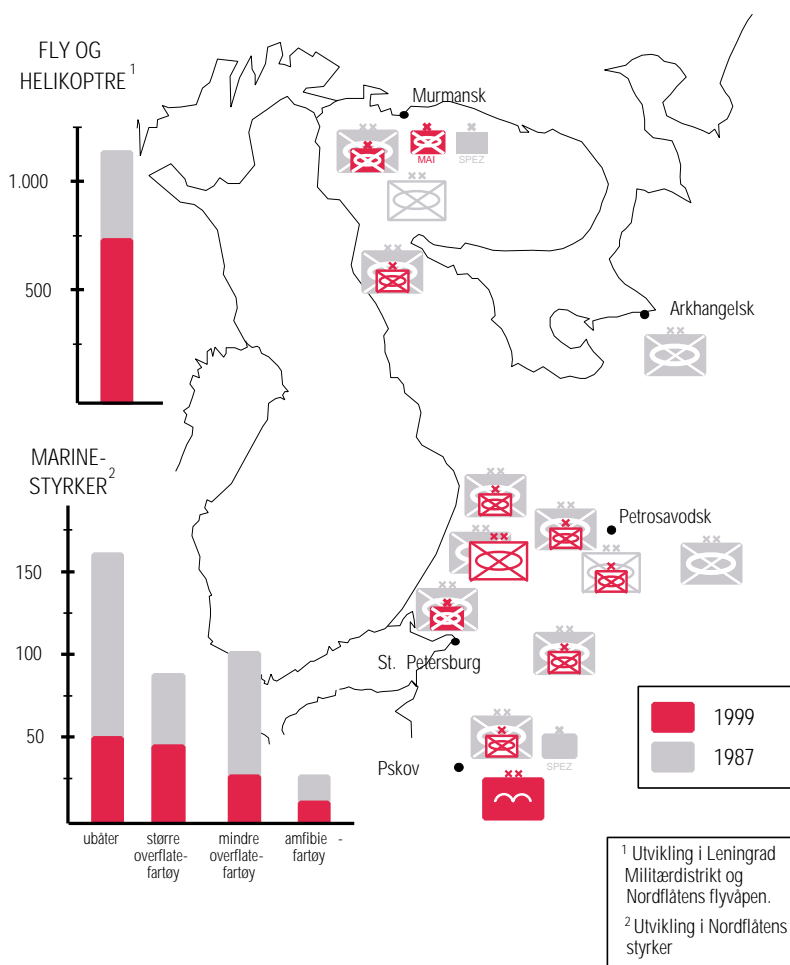 FLY OG
HELIKOPTRE 1
1.000
500
Murmansk
MAI
SPEZ
Arkhangelsk
MARINE-
STYRKER 2
150
100
50
ubåter
større
overflate-
fartøy
mindre
overflate-
fartøy
amfibie -
fartøy
Petrosavodsk
St. Petersburg
Pskov
SPEZ
1999
1987
1 Utvikling i Leningrad
Militærdistrikt og
Nordflåtens flyvåpen.
2 Utvikling i Nordflåtens
styrker